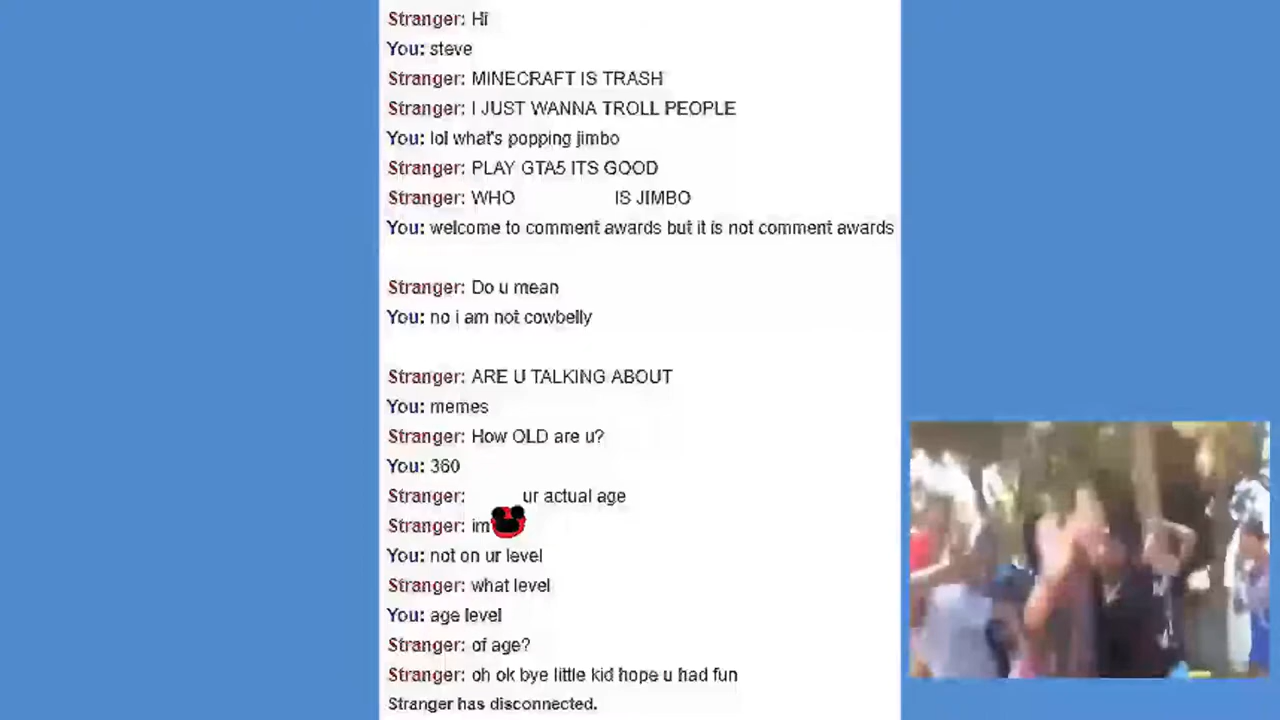 Stranger: Hi
You: steve
Stranger: MINECRAFT IS TRASH
Stranger: I JUST WANNA TROLL PEOPLE
You: lol what's popping jimbo
Stranger: PLAY GTA5 ITS GOOD
Stranger: WHO IS JIMBO
You: welcome to comment awards but it is not comment awards
Stranger: Do u mean
You: no i am not cowbelly
Stranger: ARE U TALKING ABOUT
You: memes
Stranger: How OLD are u?
You: 360
Stranger: ur actual age
Stranger: im
You: not on ur level
Stranger: what level
You: age level
Stranger: of age?
Stranger: oh ok bye little kid hope u had fun
Stranger has disconnected.